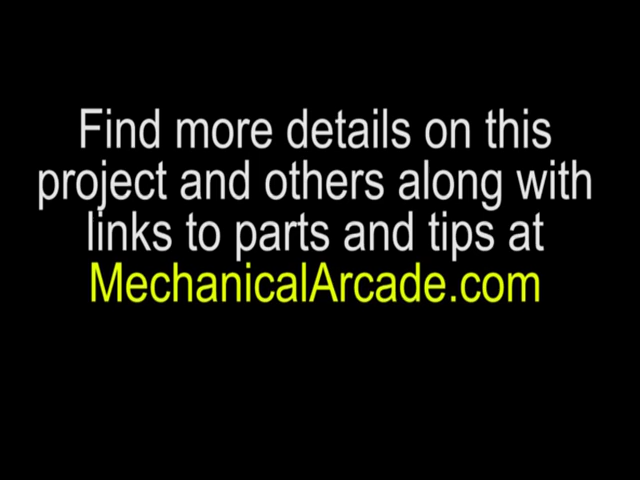 Find more details on this
project and others along with
links to parts and tips at
MechanicalArcade.com